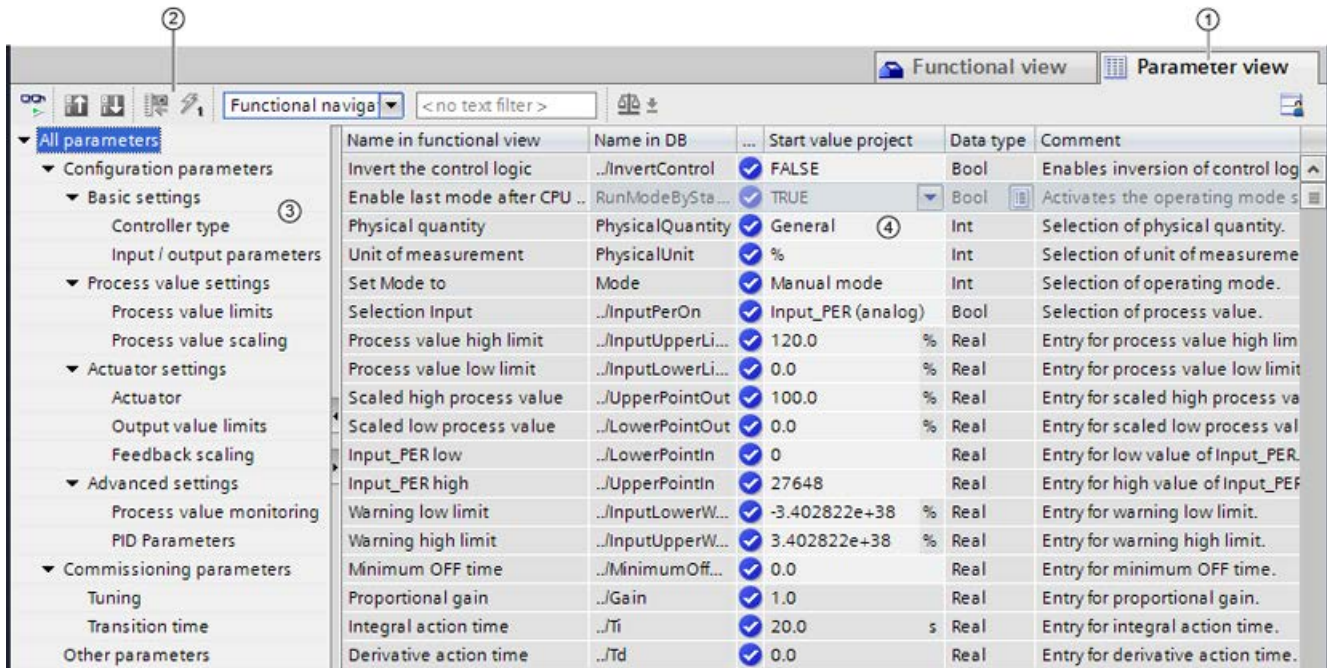 ② ①
Functional view Parameter view
Functional naviga <no text filter>
All parameters Name in functional view Name in DB ... Start value project Data type Comment
Configuration parameters Invert the control logic ../InvertControl FALSE Bool Enables inversion of control log
Basic settings ③ Enable last mode after CPU .. RunModeBySta... TRUE Bool Activates the operating mode s
Controller type Physical quantity PhysicalQuantity General ④ Int Selection of physical quantity.
Input / output parameters Unit of measurement PhysicalUnit % Int Selection of unit of measureme
Process value settings Set Mode to Mode Manual mode Int Selection of operating mode.
Process value limits Selection Input ../InputPerOn Input_PER (analog) Bool Selection of process value.
Process value scaling Process value high limit ../InputUpperLi... 120.0 % Real Entry for process value high lim
Actuator settings Process value low limit ../InputLowerLi... 0.0 % Real Entry for process value low limit
Actuator Scaled high process value ../UpperPointOut 100.0 % Real Entry for scaled high process va
Output value limits Scaled low process value ../LowerPointOut 0.0 % Real Entry for scaled low process val
Feedback scaling Input_PER low ../LowerPointIn 0 Real Entry for low value of Input_PER.
Advanced settings Input_PER high ../UpperPointIn 27648 Real Entry for high value of Input_PER
Process value monitoring Warning low limit ../InputLowerW... -3.402822e+38 % Real Entry for warning low limit.
PID Parameters Warning high limit ../InputUpperW... 3.402822e+38 % Real Entry for warning high limit.
Commissioning parameters Minimum OFF time ../MinimumOff... 0.0 Real Entry for minimum OFF time.
Tuning Proportional gain ../Gain 1.0 Real Entry for proportional gain.
Transition time Integral action time ../Ti 20.0 s Real Entry for integral action time.
Other parameters Derivative action time ../Td 0.0 Real Entry for derivative action time.